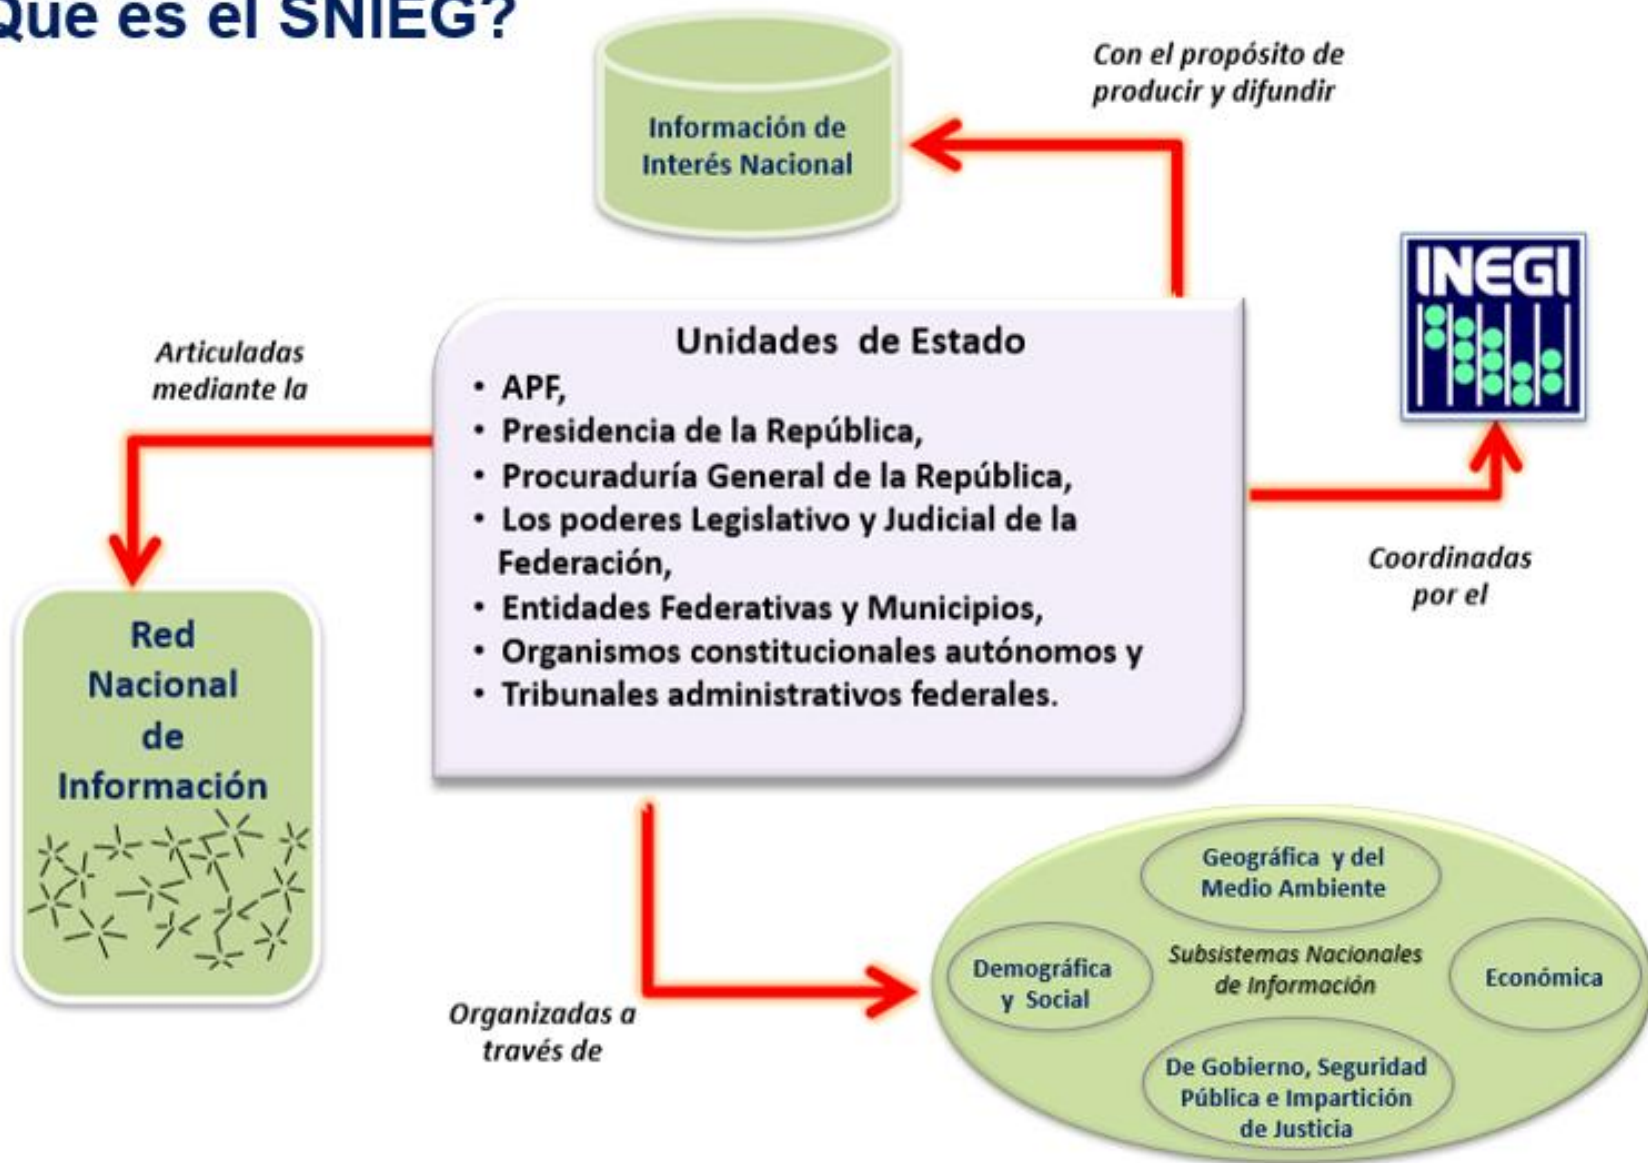 Que es el SNIEG?
Con el propósito de
producir y difundir
Información de
Interés Nacional
INEGI
Articuladas
mediante la
Unidades de Estado
• APF,
• Presidencia de la República,
• Procuraduría General de la República,
• Los poderes Legislativo y Judicial de la
Federación,
• Entidades Federativas y Municipios,
• Organismos constitucionales autónomos y
• Tribunales administrativos federales.
Coordinadas
por el
Red
Nacional
de
Información
Organizadas a
través de
Geográfica y del
Medio Ambiente
Subsistemas Nacionales
de Información
Demográfica
y Social
Económica
De Gobierno, Seguridad
Pública e Impartición
de Justicia